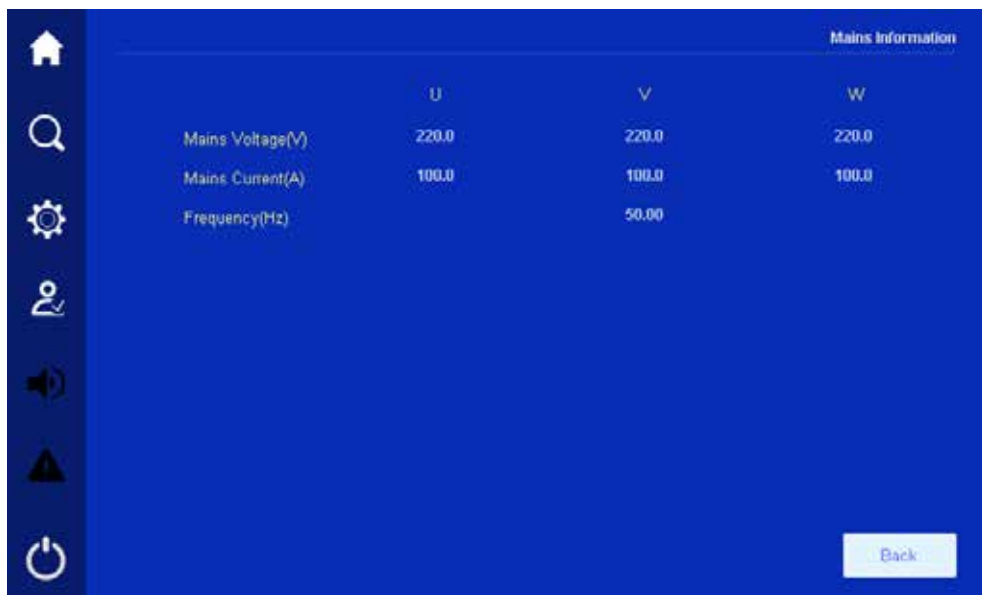 Mains Information
U V W
Mains Voltage(V) 220.0 220.0 220.0
Mains Current(A) 100.0 100.0 100.0
Frequency(Hz) 50.00
Back